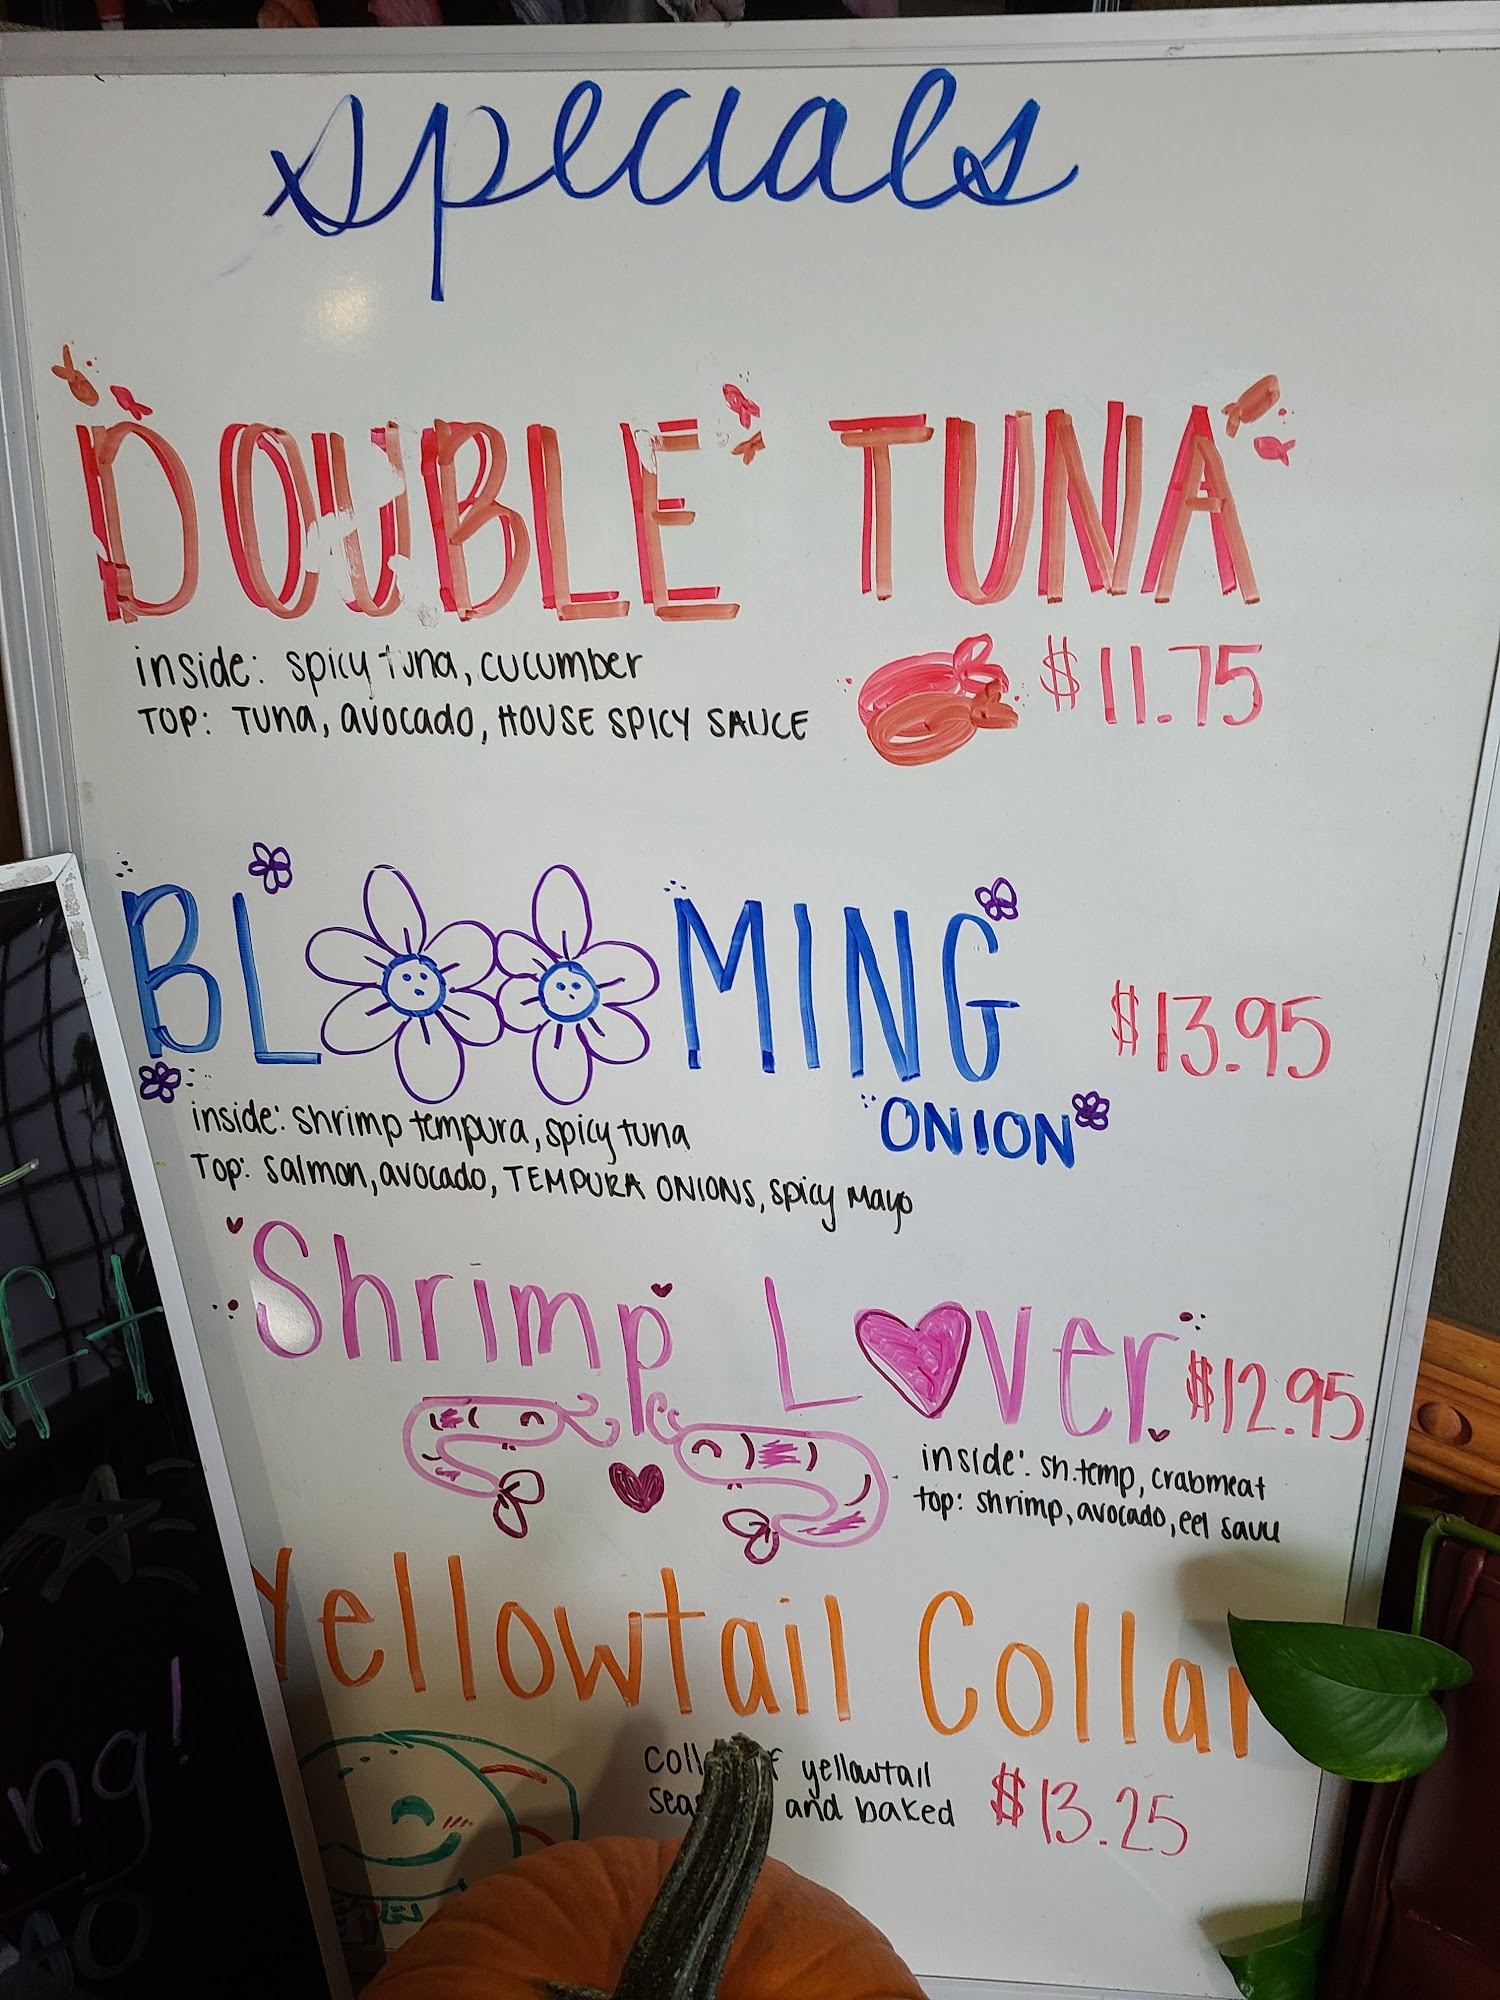 specials
DOUBLE TUNA
inside: spicy tuna, cucumber
TOP: TUna, avocado, HOUSE SPICY SAUCE
$11.75
BLOOMING
$13.95
ONION
inside: shrimp tempura, spicy tuna
Top: salmon, avocado, TEMPURA ONIONS, spicy Mayo
Shrimp Lover
$12.95
inside: sh.temp, crabmeat
top: shrimp, avocado, eel sauce
Yellowtail Collar
yellowtail
and baked
$13.25